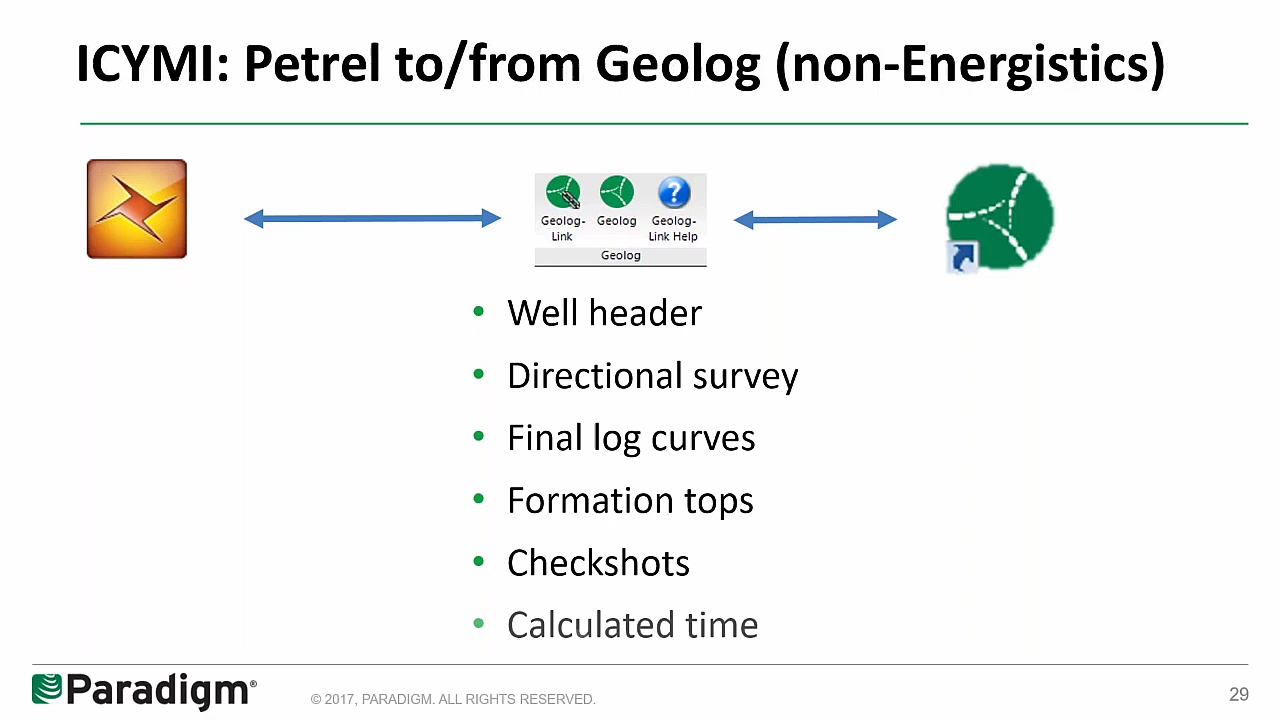 ICYMI: Petrel to/from Geolog (non-Energistics)
Geolog- Geolog Geolog-
Link Link Help
Geolog
• Well header
• Directional survey
• Final log curves
• Formation tops
• Checkshots
• Calculated time
Paradigm®
© 2017, PARADIGM. ALL RIGHTS RESERVED.
29